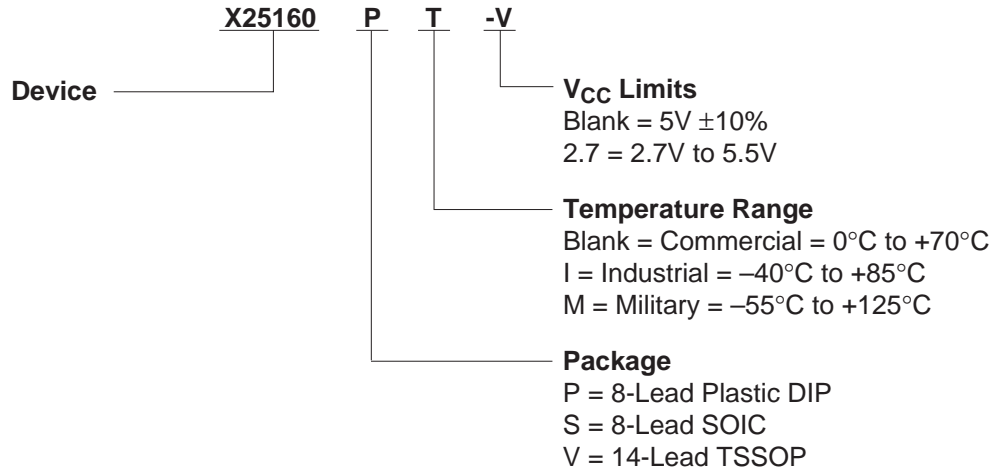 X25160 P T -V
Device
VCC Limits
Blank = 5V ±10%
2.7 = 2.7V to 5.5V
Temperature Range
Blank = Commercial = 0°C to +70°C
I = Industrial = –40°C to +85°C
M = Military = –55°C to +125°C
Package
P = 8-Lead Plastic DIP
S = 8-Lead SOIC
V = 14-Lead TSSOP